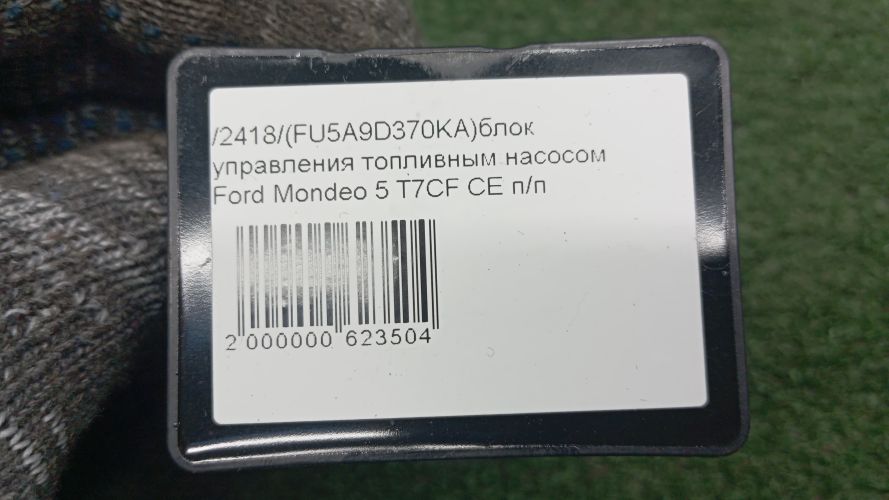 /2418/(FU5A9D370KA)блок
управления топливным насосом
Ford Mondeo 5 T7CF CE п/п
2 000000 623504